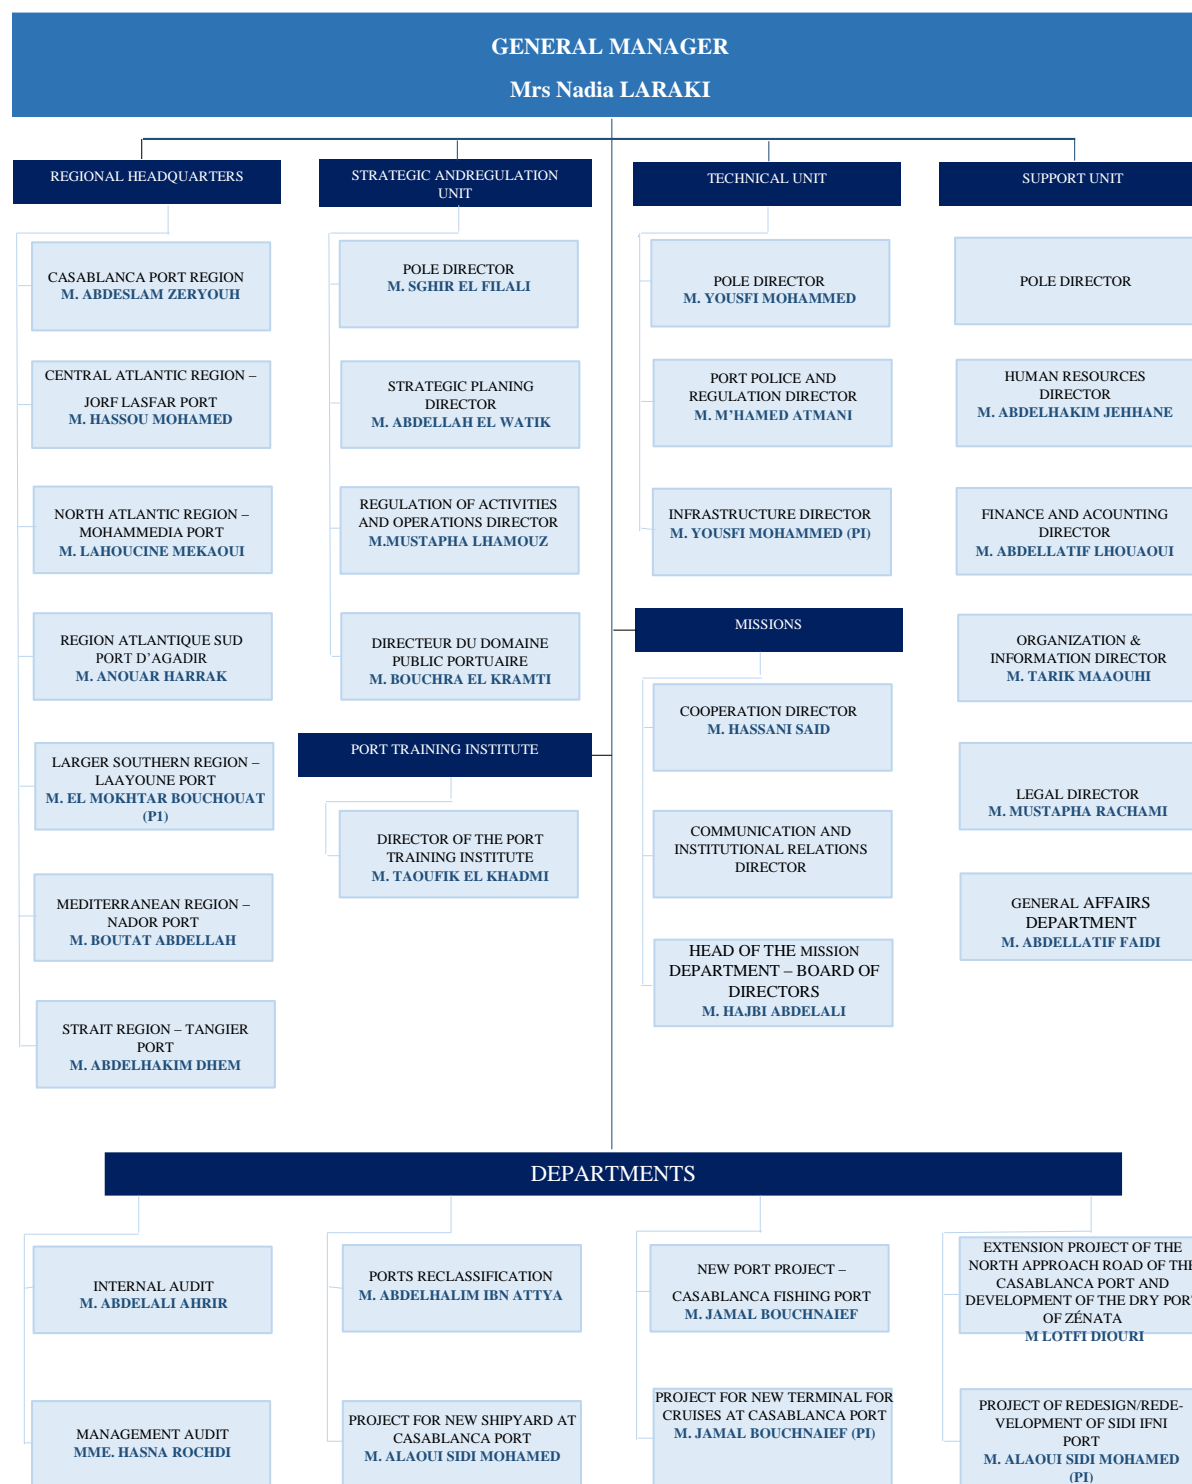 GENERAL MANAGER
Mrs Nadia LARAKI
REGIONAL HEADQUARTERS
CASABLANCA PORT REGION
M. ABDESLAM ZERYOUH
CENTRAL ATLANTIC REGION –
JORF LASFAR PORT
M. HASSOU MOHAMED
NORTH ATLANTIC REGION –
MOHAMMEDIA PORT
M. LAHOUCINE MEKAOUI
REGION ATLANTIQUE SUD
PORT D’AGADIR
M. ANOUAR HARRAK
LARGER SOUTHERN REGION –
LAAYOUNE PORT
M. EL MOKHTAR BOUCHOUAT
(P1)
MEDITERRANEAN REGION –
NADOR PORT
M. BOUTAT ABDELLAH
STRAIT REGION – TANGIER
PORT
M. ABDELHAKIM DHEM
STRATEGIC ANDREGULATION
UNIT
POLE DIRECTOR
M. SGHIR EL FILALI
STRATEGIC PLANING
DIRECTOR
M. ABDELLAH EL WATIK
REGULATION OF ACTIVITIES
AND OPERATIONS DIRECTOR
M.MUSTAPHA LHAMOUZ
DIRECTEUR DU DOMAINE
PUBLIC PORTUAIRE
M. BOUCHRA EL KRAMTI
PORT TRAINING INSTITUTE
DIRECTOR OF THE PORT
TRAINING INSTITUTE
M. TAOUFIK EL KHADMI
TECHNICAL UNIT
POLE DIRECTOR
M. YOUSFI MOHAMMED
PORT POLICE AND
REGULATION DIRECTOR
M. M’HAMED ATMANI
INFRASTRUCTURE DIRECTOR
M. YOUSFI MOHAMMED (PI)
MISSIONS
COOPERATION DIRECTOR
M. HASSANI SAID
COMMUNICATION AND
INSTITUTIONAL RELATIONS
DIRECTOR
HEAD OF THE MISSION
DEPARTMENT – BOARD OF
DIRECTORS
M. HAJBI ABDELALI
SUPPORT UNIT
POLE DIRECTOR
HUMAN RESOURCES
DIRECTOR
M. ABDELHAKIM JEHHANE
FINANCE AND ACOUNTING
DIRECTOR
M. ABDELLATIF LHOUAOUI
ORGANIZATION &
INFORMATION DIRECTOR
M. TARIK MAAOUHI
LEGAL DIRECTOR
M. MUSTAPHA RACHAMI
GENERAL AFFAIRS
DEPARTMENT
M. ABDELLATIF FAIDI
DEPARTMENTS
INTERNAL AUDIT
M. ABDELALI AHRIR
MANAGEMENT AUDIT
MME. HASNA ROCHDI
PORTS RECLASSIFICATION
M. ABDELHALIM IBN ATTYA
PROJECT FOR NEW SHIPYARD AT
CASABLANCA PORT
M. ALAOUI SIDI MOHAMED
NEW PORT PROJECT –
CASABLANCA FISHING PORT
M. JAMAL BOUCHNAIEF
PROJECT FOR NEW TERMINAL FOR
CRUISES AT CASABLANCA PORT
M. JAMAL BOUCHNAIEF (PI)
EXTENSION PROJECT OF THE
NORTH APPROACH ROAD OF THE
CASABLANCA PORT AND
DEVELOPMENT OF THE DRY PORT
OF ZÉNATA
M LOTFI DIOURI
PROJECT OF REDESIGN/REDE-
VELOPMENT OF SIDI IFNI
PORT
M. ALAOUI SIDI MOHAMED
(PI)